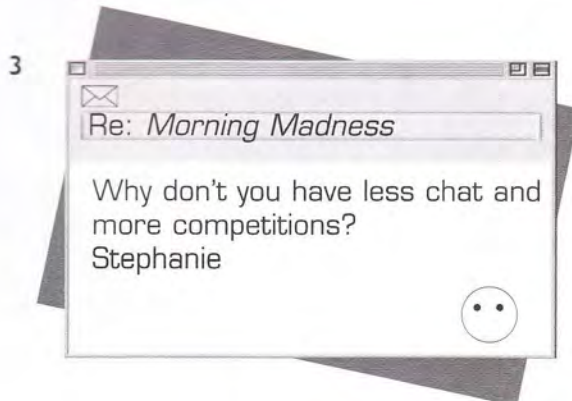 3
Re: Morning Madness
Why don't you have less chat and
more competitions?
Stephanie